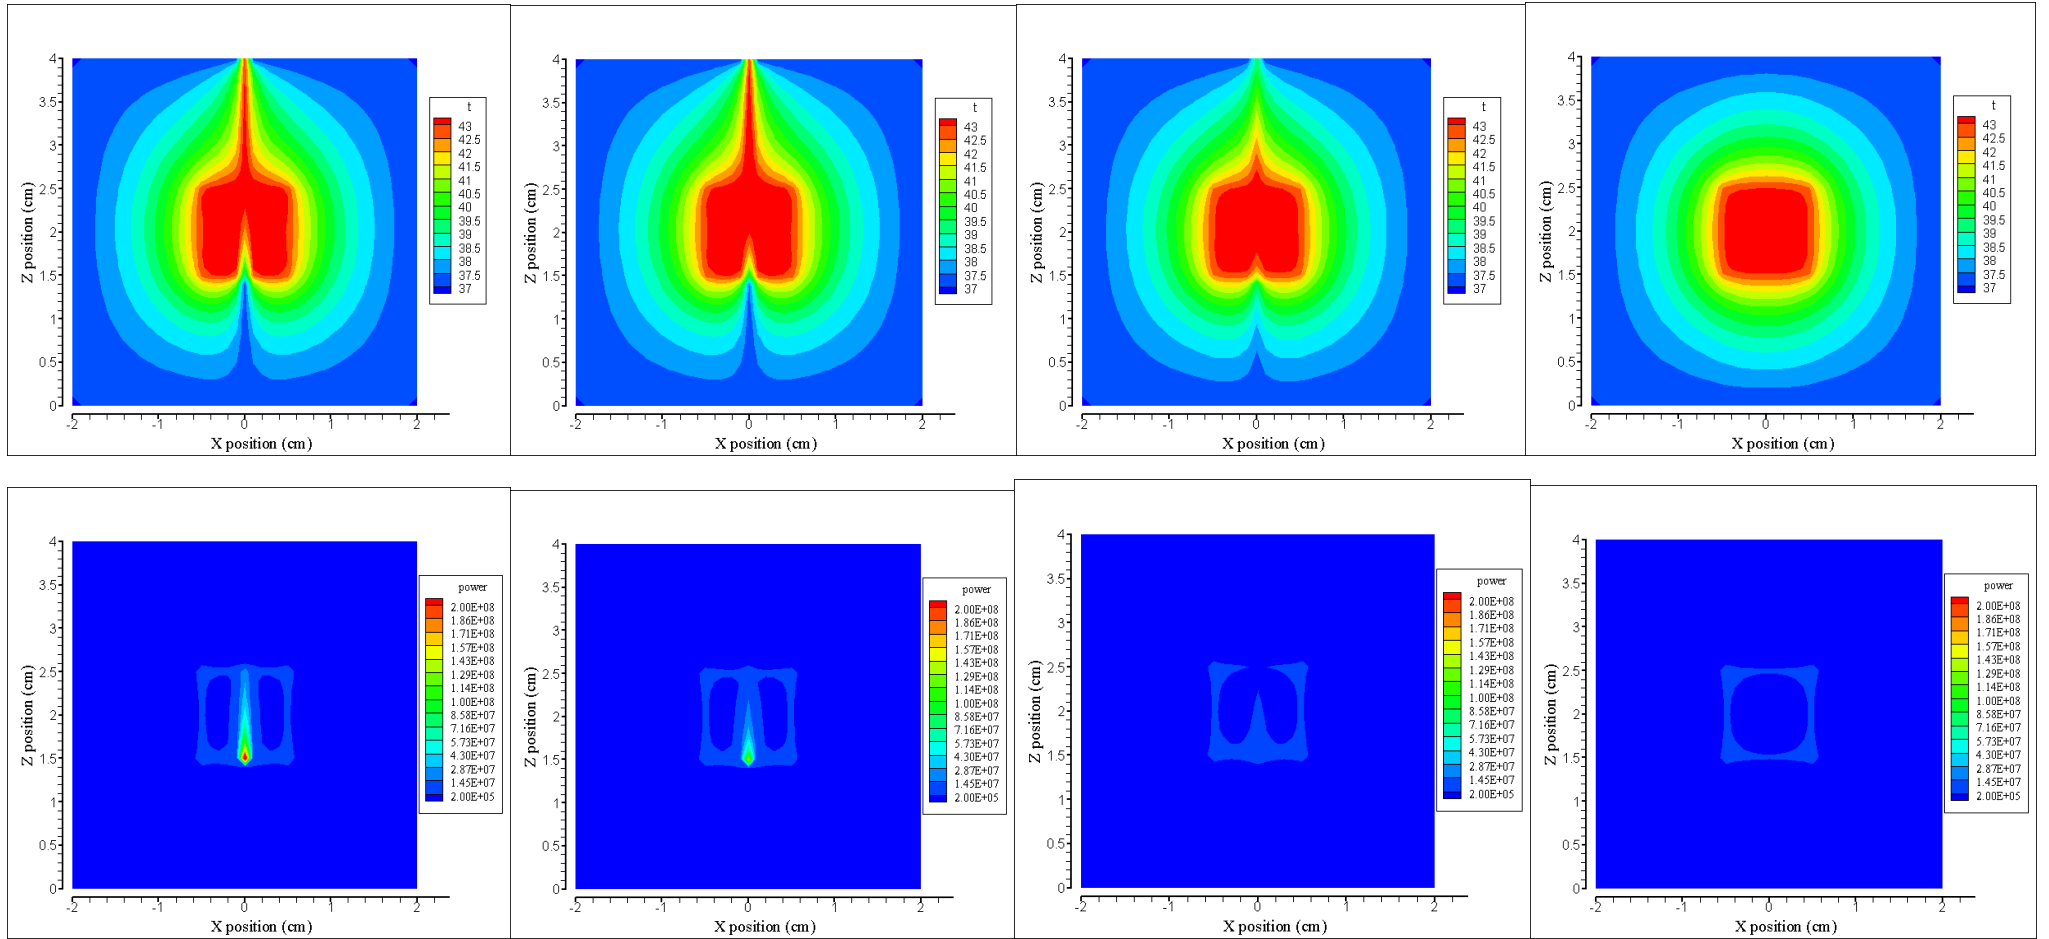 t
43
42.5
42
41.5
41
40.5
40
39.5
39
38.5
38
37.5
37
4
3.5
3
2.5
2
1.5
1
0.5
0
Z position (cm)
-2 -1 0 1 2
X position (cm)
t
43
42.5
42
41.5
41
40.5
40
39.5
39
38.5
38
37.5
37
4
3.5
3
2.5
2
1.5
1
0.5
0
Z position (cm)
-2 -1 0 1 2
X position (cm)
t
43
42.5
42
41.5
41
40.5
40
39.5
39
38.5
38
37.5
37
4
3.5
3
2.5
2
1.5
1
0.5
0
Z position (cm)
-2 -1 0 1 2
X position (cm)
t
43
42.5
42
41.5
41
40.5
40
39.5
39
38.5
38
37.5
37
4
3.5
3
2.5
2
1.5
1
0.5
0
Z position (cm)
-2 -1 0 1 2
X position (cm)
power
2.00E+08
1.86E+08
1.71E+08
1.57E+08
1.43E+08
1.29E+08
1.14E+08
1.00E+08
8.58E+07
7.16E+07
5.73E+07
4.30E+07
2.87E+07
1.45E+07
2.00E+05
4
3.5
3
2.5
2
1.5
1
0.5
0
Z position (cm)
-2 -1 0 1 2
X position (cm)
power
2.00E+08
1.86E+08
1.71E+08
1.57E+08
1.43E+08
1.29E+08
1.14E+08
1.00E+08
8.58E+07
7.16E+07
5.73E+07
4.30E+07
2.87E+07
1.45E+07
2.00E+05
4
3.5
3
2.5
2
1.5
1
0.5
0
Z position (cm)
-2 -1 0 1 2
X position (cm)
power
2.00E+08
1.86E+08
1.71E+08
1.57E+08
1.43E+08
1.29E+08
1.14E+08
1.00E+08
8.58E+07
7.16E+07
5.73E+07
4.30E+07
2.87E+07
1.45E+07
2.00E+05
4
3.5
3
2.5
2
1.5
1
0.5
0
Z position (cm)
-2 -1 0 1 2
X position (cm)
power
2.00E+08
1.86E+08
1.71E+08
1.57E+08
1.43E+08
1.29E+08
1.14E+08
1.00E+08
8.58E+07
7.16E+07
5.73E+07
4.30E+07
2.87E+07
1.45E+07
2.00E+05
4
3.5
3
2.5
2
1.5
1
0.5
0
Z position (cm)
-2 -1 0 1 2
X position (cm)